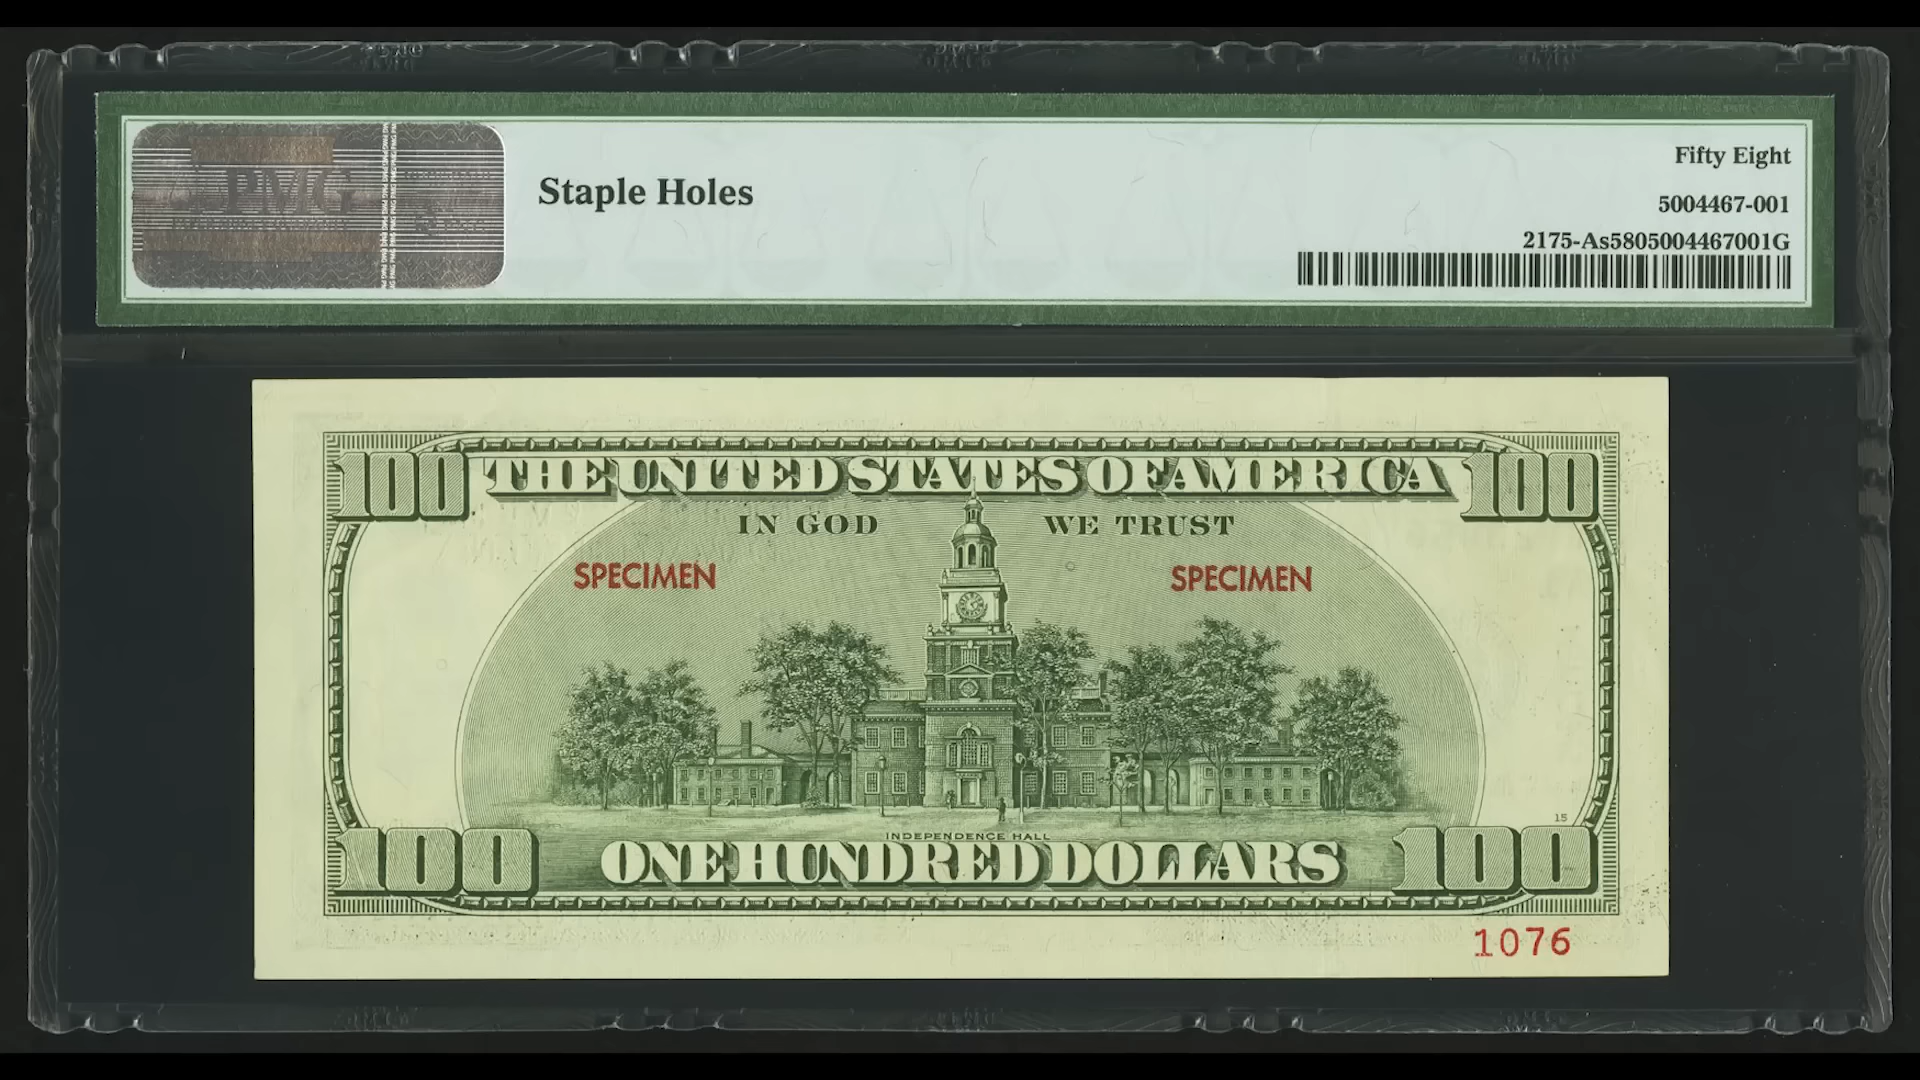 PMG
Staple Holes
Fifty Eight
5004467-001
2175-As5805004467001G
100 THE UNITED STATES OF AMERICA 100
IN GOD WE TRUST
SPECIMEN SPECIMEN
15
INDEPENDENCE HALL
100 ONE HUNDRED DOLLARS 100
1076